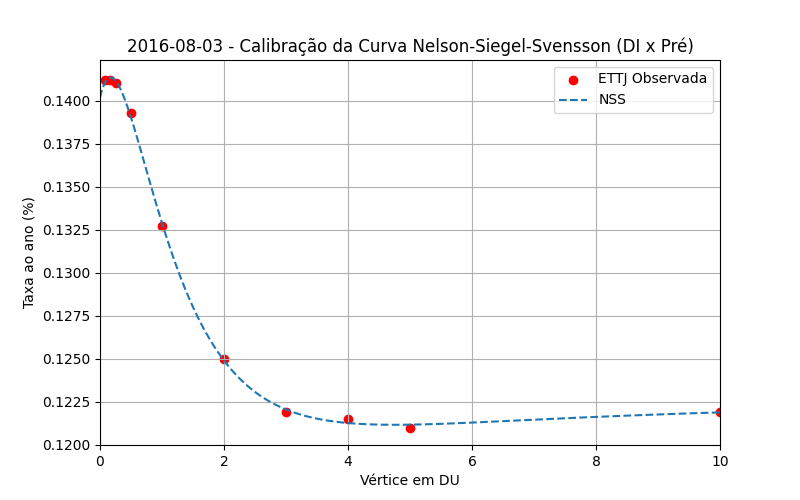 2016-08-03 - Calibração da Curva Nelson-Siegel-Svensson (DI x Pré)
ETTJ Observada
NSS
Taxa ao ano (%)
0.1400
0.1375
0.1350
0.1325
0.1300
0.1275
0.1250
0.1225
0.1200
0 2 4 6 8 10
Vértice em DU